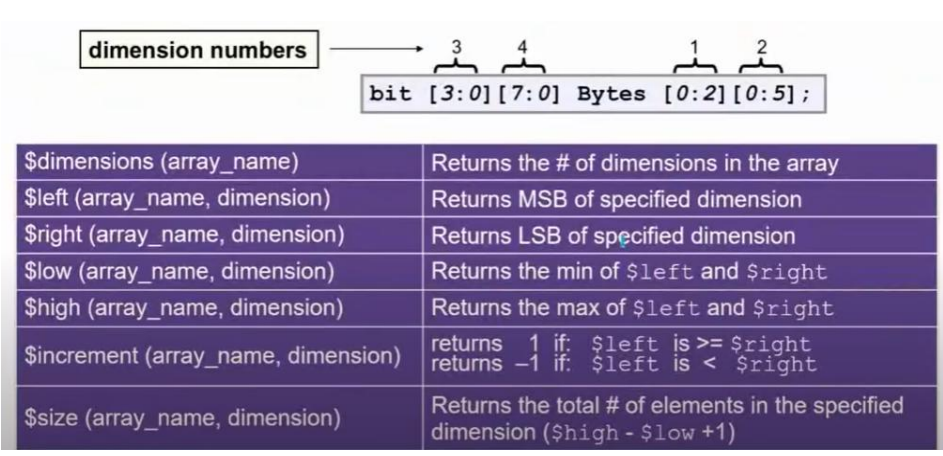 dimension numbers
3 4 1 2
bit [3:0][7:0] Bytes [0:2][0:5];
$dimensions (array_name) Returns the # of dimensions in the array
$left (array_name, dimension) Returns MSB of specified dimension
$right (array_name, dimension) Returns LSB of specified dimension
$low (array_name, dimension) Returns the min of $left and $right
$high (array_name, dimension) Returns the max of $left and $right
$increment (array_name, dimension) returns 1 if: $left is >= $right
returns –1 if: $left is < $right
$size (array_name, dimension) Returns the total # of elements in the specified
dimension ($high - $low +1)